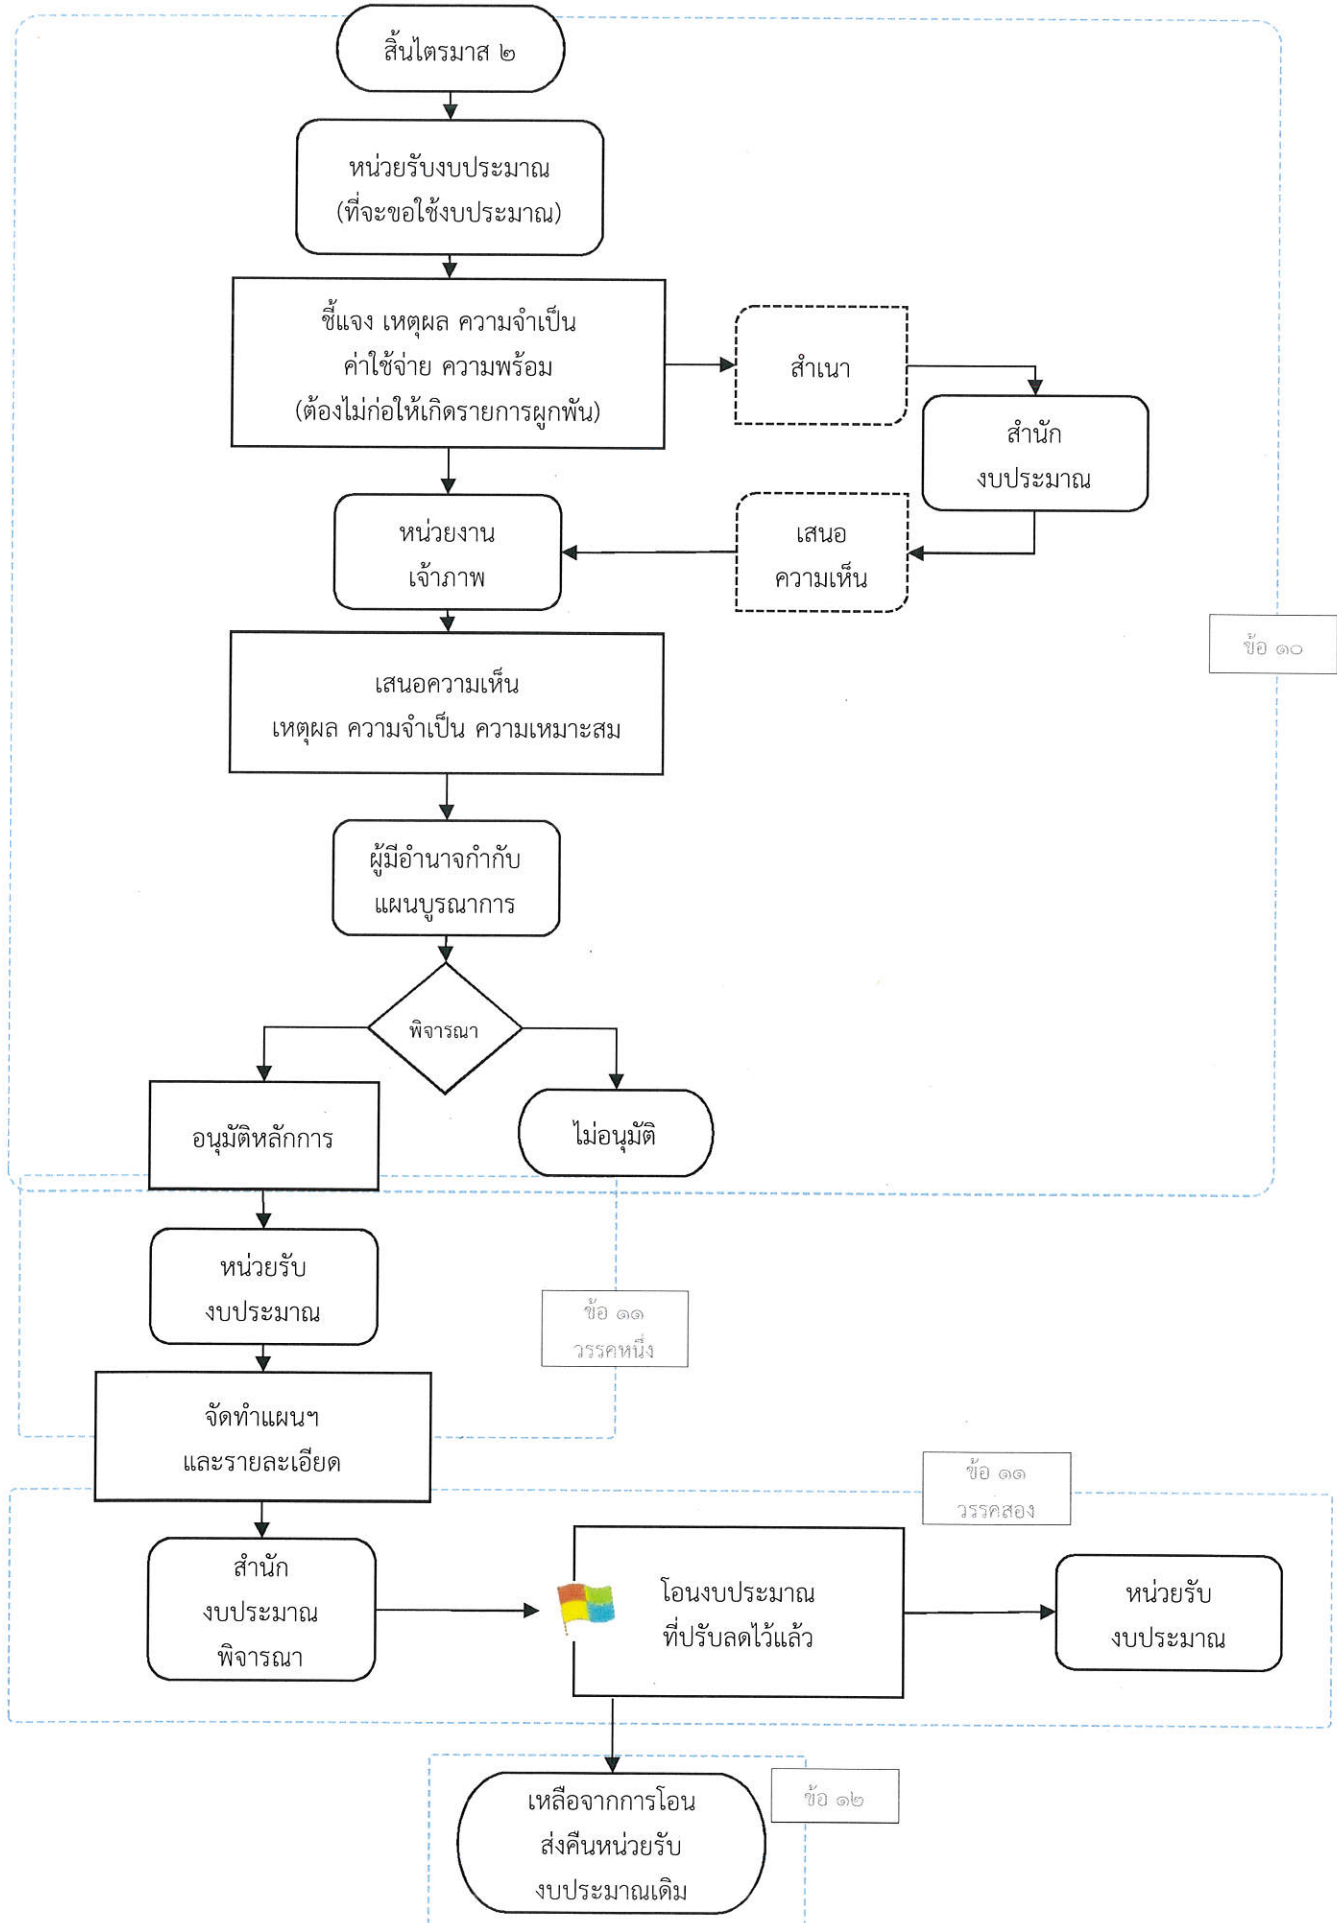 สิ้นไตรมาส ๒
หน่วยรับงบประมาณ
(ที่จะขอใช้งบประมาณ)
ชี้แจง เหตุผล ความจำเป็น
ค่าใช้จ่าย ความพร้อม
(ต้องไม่ก่อให้เกิดรายการผูกพัน)
สำเนา
สำนัก
งบประมาณ
หน่วยงาน
เจ้าภาพ
เสนอ
ความเห็น
ข้อ ๑๐
เสนอความเห็น
เหตุผล ความจำเป็น ความเหมาะสม
ผู้มีอำนาจกำกับ
แผนบูรณาการ
พิจารณา
อนุมัติหลักการ
ไม่อนุมัติ
หน่วยรับ
งบประมาณ
ข้อ ๑๑
วรรคหนึ่ง
จัดทำแผนฯ
และรายละเอียด
ข้อ ๑๑
วรรคสอง
สำนัก
งบประมาณ
พิจารณา
โอนงบประมาณ
ที่ปรับลดไว้แล้ว
หน่วยรับ
งบประมาณ
เหลือจากการโอน
ส่งคืนหน่วยรับ
งบประมาณเดิม
ข้อ ๑๒